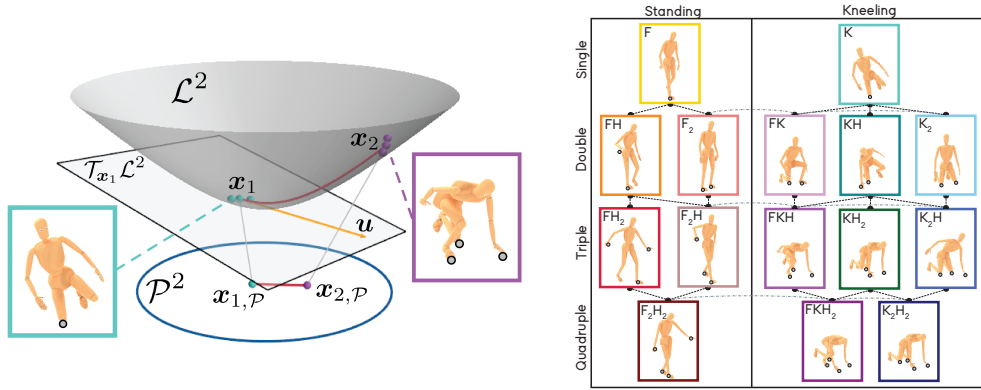 𝓛²
𝒙₂
𝒯𝒙₁𝓛²
𝒙₁
𝒖
𝒫²
𝒙₁,𝒫
𝒙₂,𝒫
Standing
Kneeling
Single
F
K
Double
FH
F₂
FK
KH
K₂
Triple
FH₂
F₂H
FKH
KH₂
K₂H
Quadruple
F₂H₂
FKH₂
K₂H₂